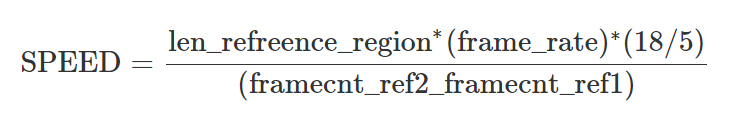 SPEED = len_refreence_region*(frame_rate)*(18/5)
(framecnt_ref2_framecnt_ref1)